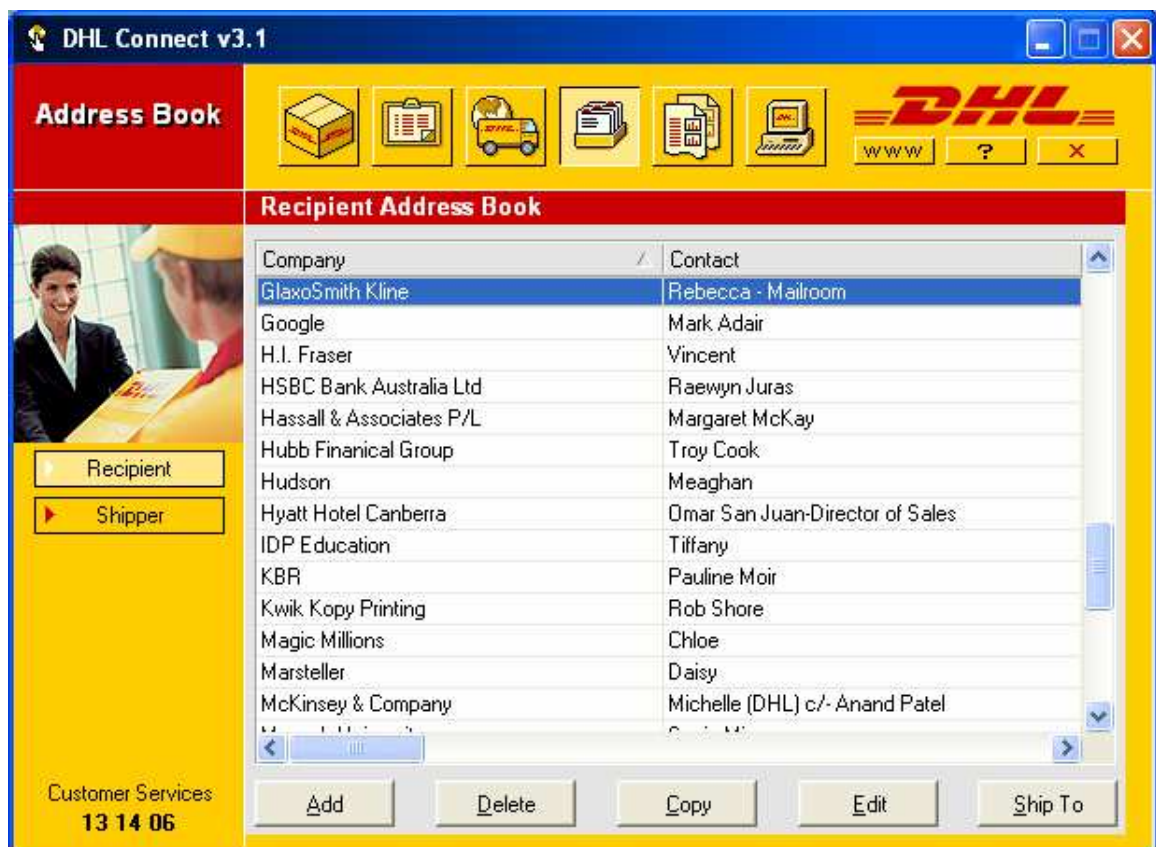 DHL Connect v3.1
Address Book
DHL
www ? X
Recipient Address Book
Company Contact
GlaxoSmith Kline Rebecca - Mailroom
Google Mark Adair
H.I. Fraser Vincent
HSBC Bank Australia Ltd Raewyn Juras
Hassall & Associates P/L Margaret McKay
Hubb Finanical Group Troy Cook
Hudson Meaghan
Hyatt Hotel Canberra Omar San Juan-Director of Sales
IDP Education Tiffany
KBR Pauline Moir
Kwik Kopy Printing Rob Shore
Magic Millions Chloe
Marsteller Daisy
McKinsey & Company Michelle (DHL) c/- Anand Patel
Recipient
Shipper
Customer Services
13 14 06
Add Delete Copy Edit Ship To